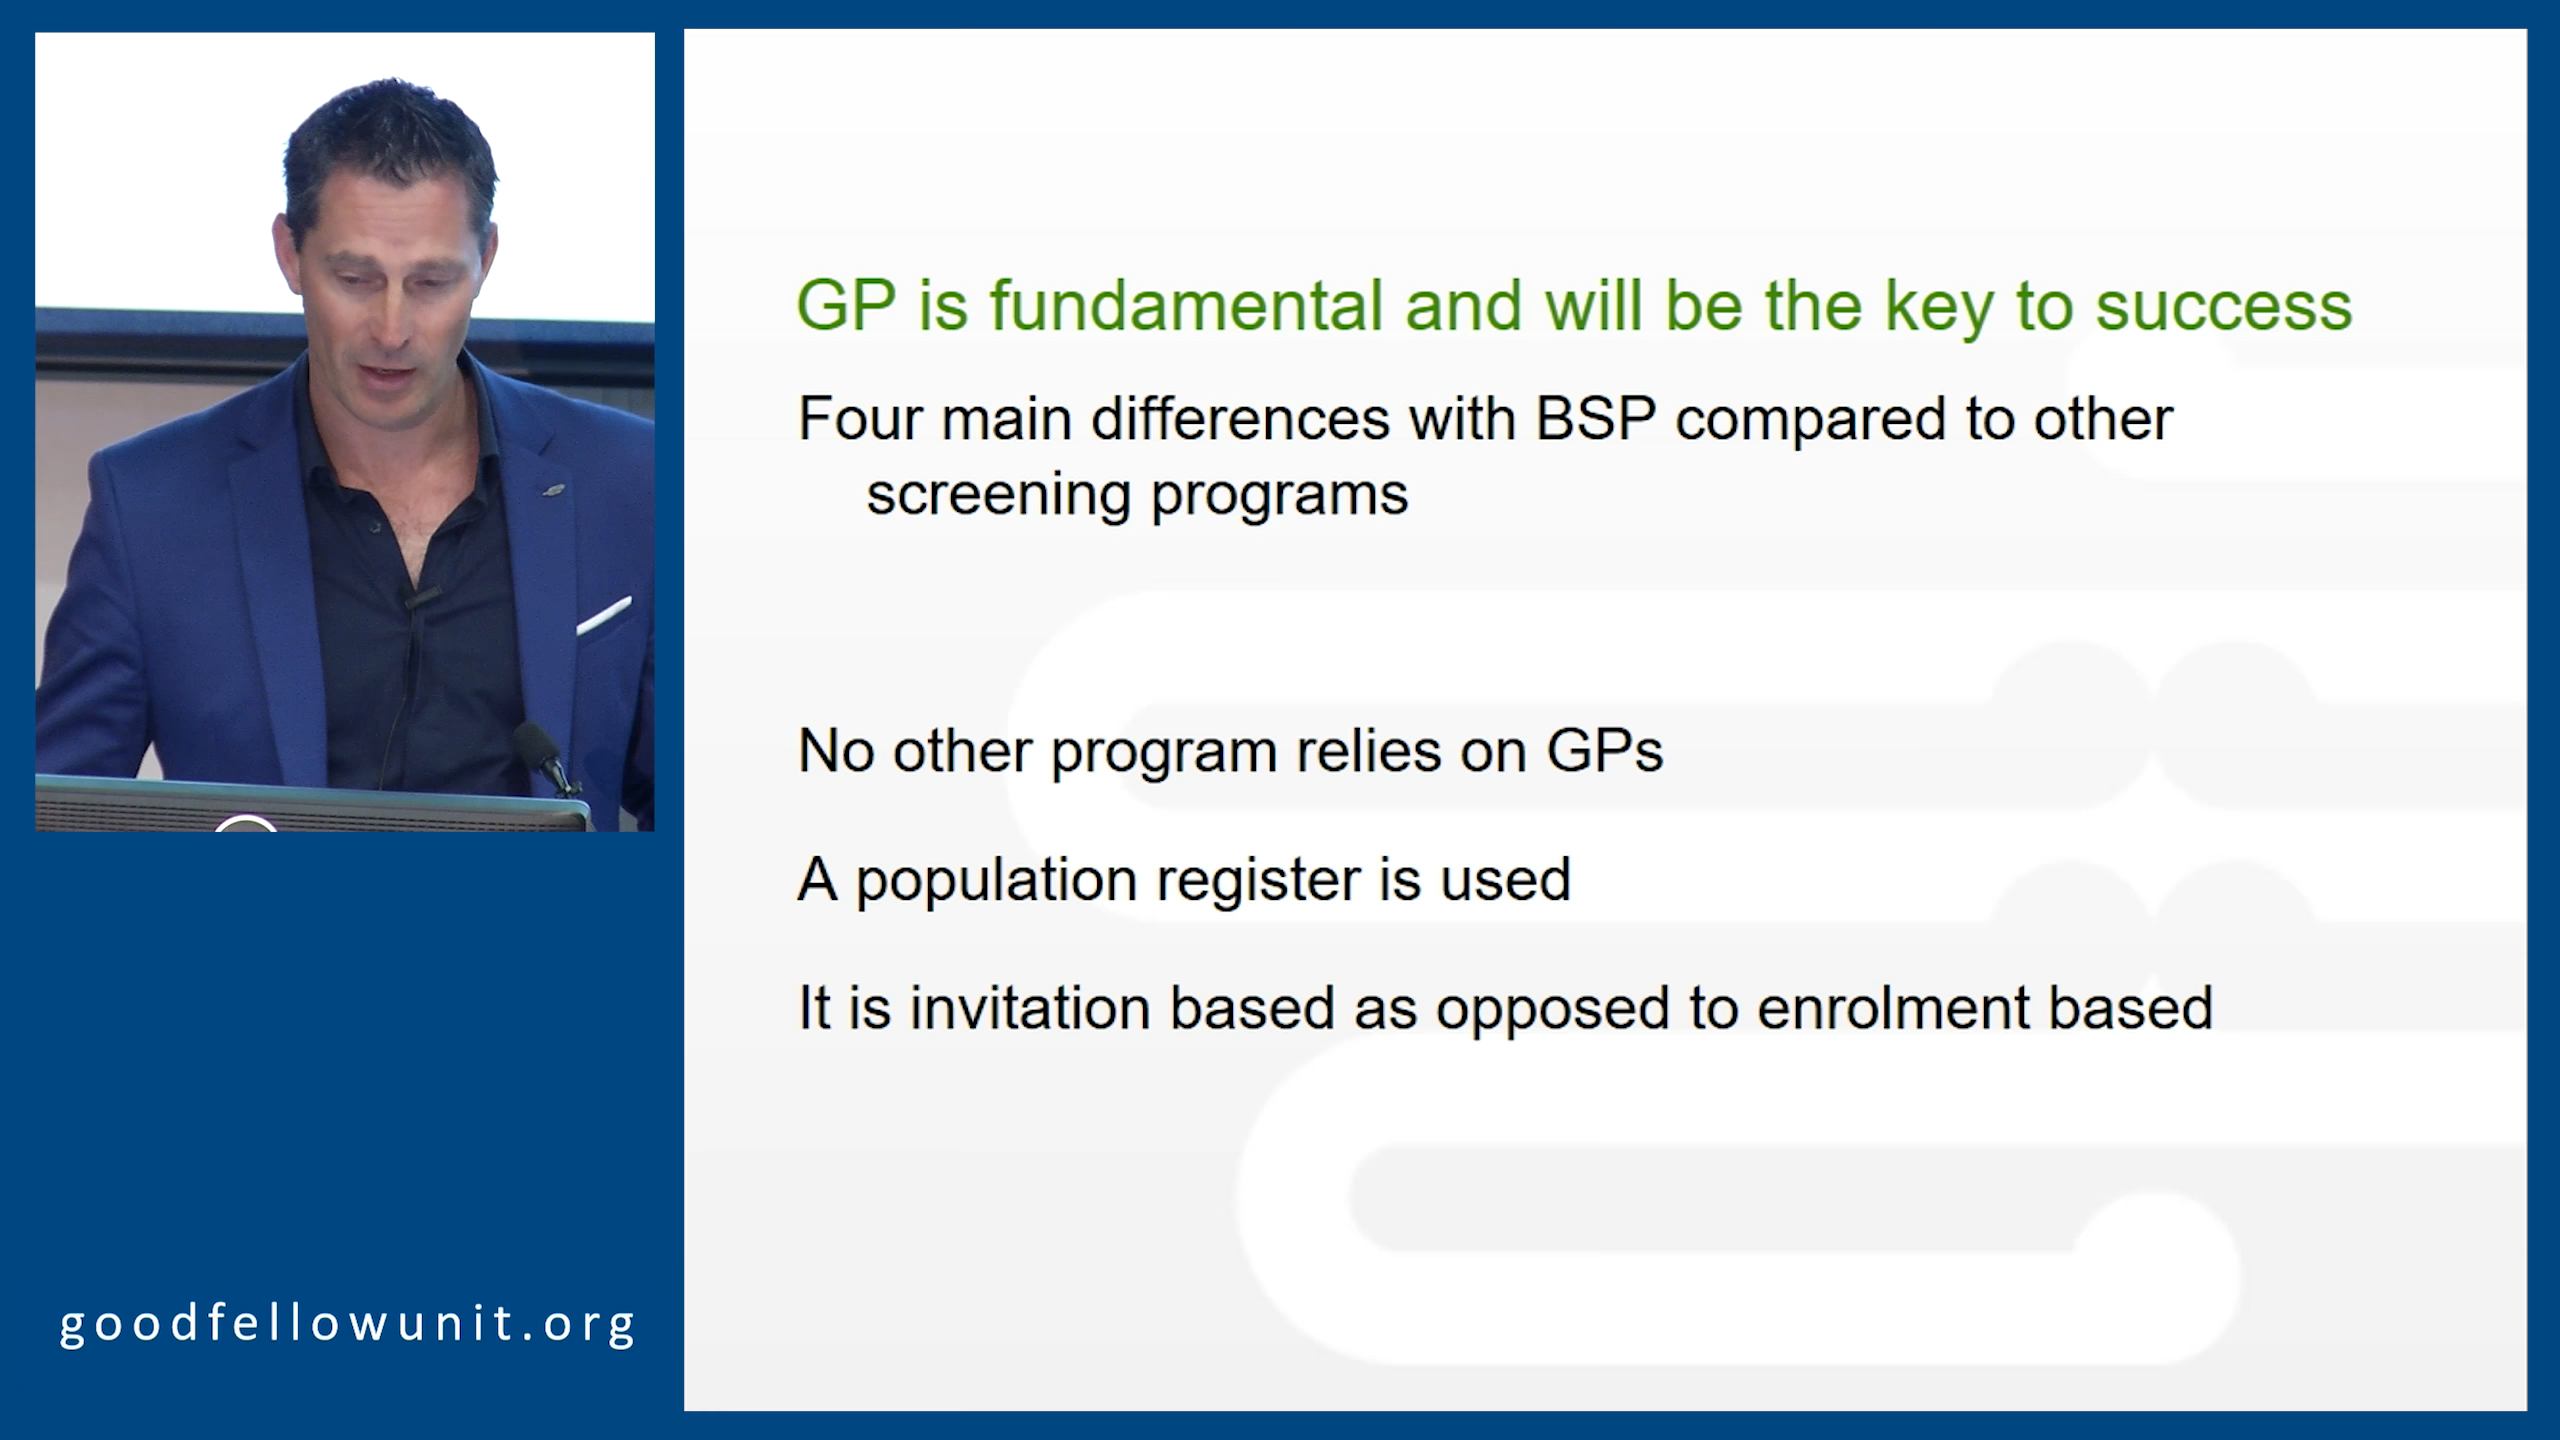 GP is fundamental and will be the key to success
Four main differences with BSP compared to other
screening programs
No other program relies on GPs
A population register is used
It is invitation based as opposed to enrolment based
goodfellowunit.org